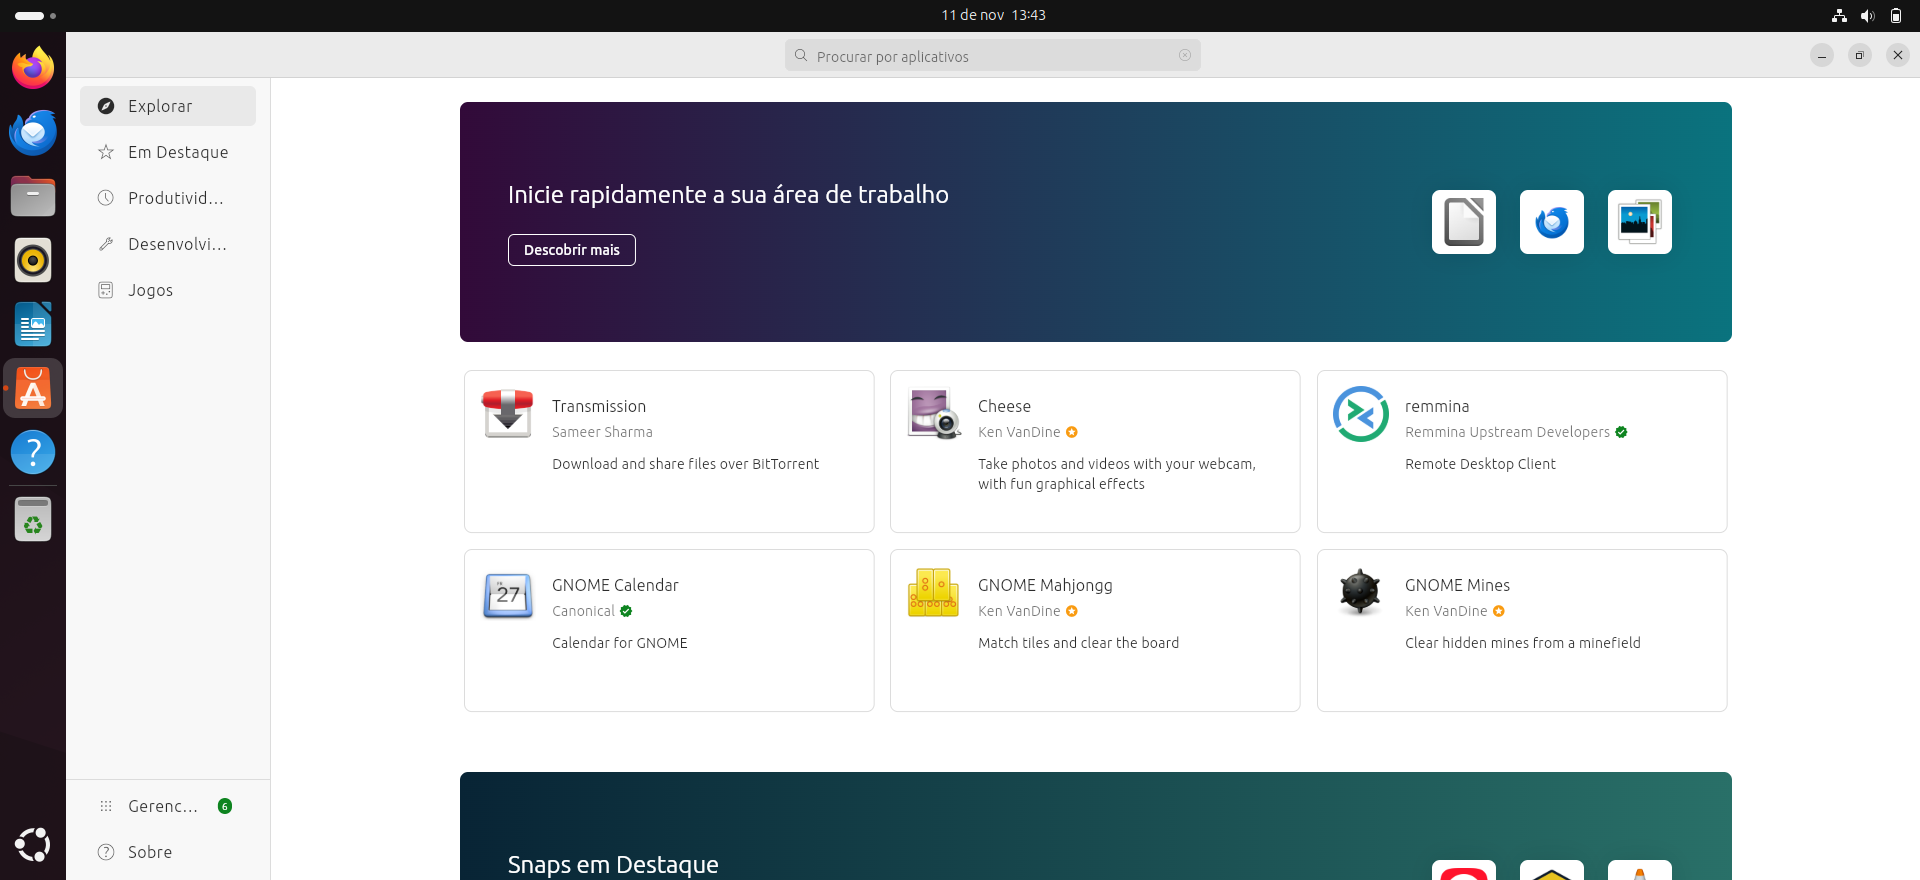 11 de nov 13:43
Procurar por aplicativos
Explorar
Em Destaque
Produtivid...
Desenvolvi...
Jogos
Inicie rapidamente a sua área de trabalho
Descobrir mais
Transmission
Sameer Sharma
Download and share files over BitTorrent
Cheese
Ken VanDine
Take photos and videos with your webcam,
with fun graphical effects
remmina
Remmina Upstream Developers
Remote Desktop Client
FR
27
GNOME Calendar
Canonical
Calendar for GNOME
GNOME Mahjongg
Ken VanDine
Match tiles and clear the board
GNOME Mines
Ken VanDine
Clear hidden mines from a minefield
Snaps em Destaque
Gerenc... 6
Sobre